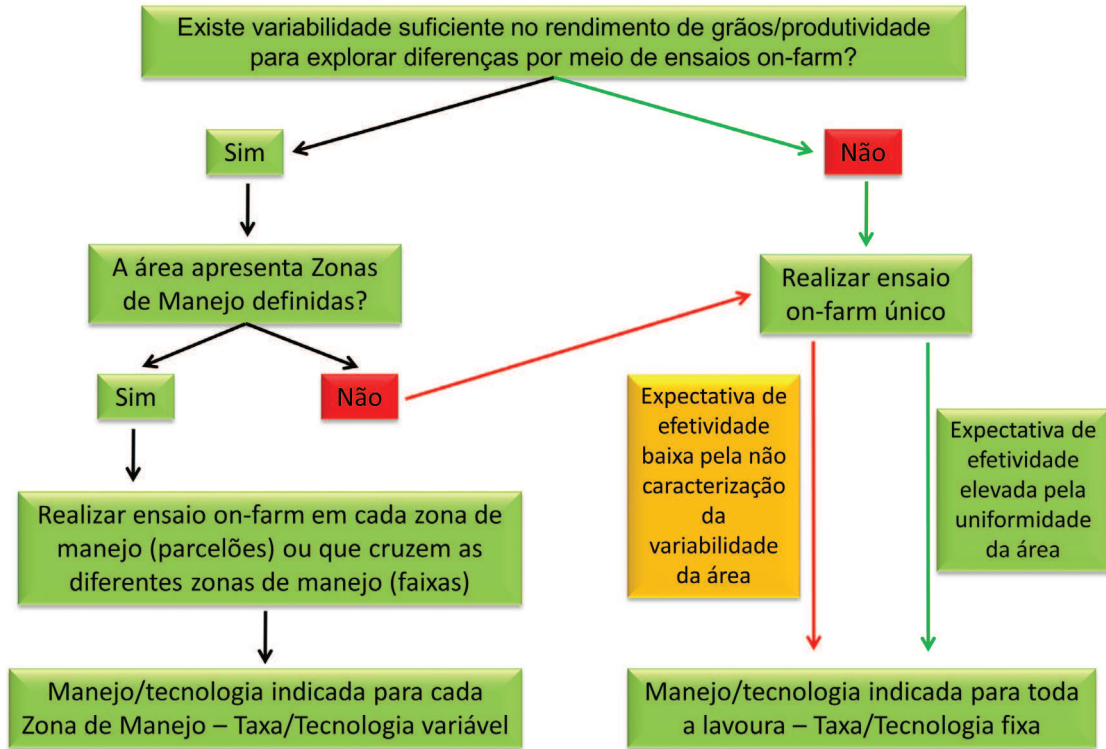 Existe variabilidade suficiente no rendimento de grãos/produtividade
para explorar diferenças por meio de ensaios on-farm?
Sim
Não
A área apresenta Zonas
de Manejo definidas?
Realizar ensaio
on-farm único
Sim
Não
Expectativa de
efetividade
baixa pela não
caracterização
da
variabilidade
da área
Expectativa
de
efetividade
elevada pela
uniformidade
da área
Realizar ensaio on-farm em cada zona de
manejo (parcelões) ou que cruzem as
diferentes zonas de manejo (faixas)
Manejo/tecnologia indicada para cada
Zona de Manejo – Taxa/Tecnologia variável
Manejo/tecnologia indicada para toda
a lavoura – Taxa/Tecnologia fixa